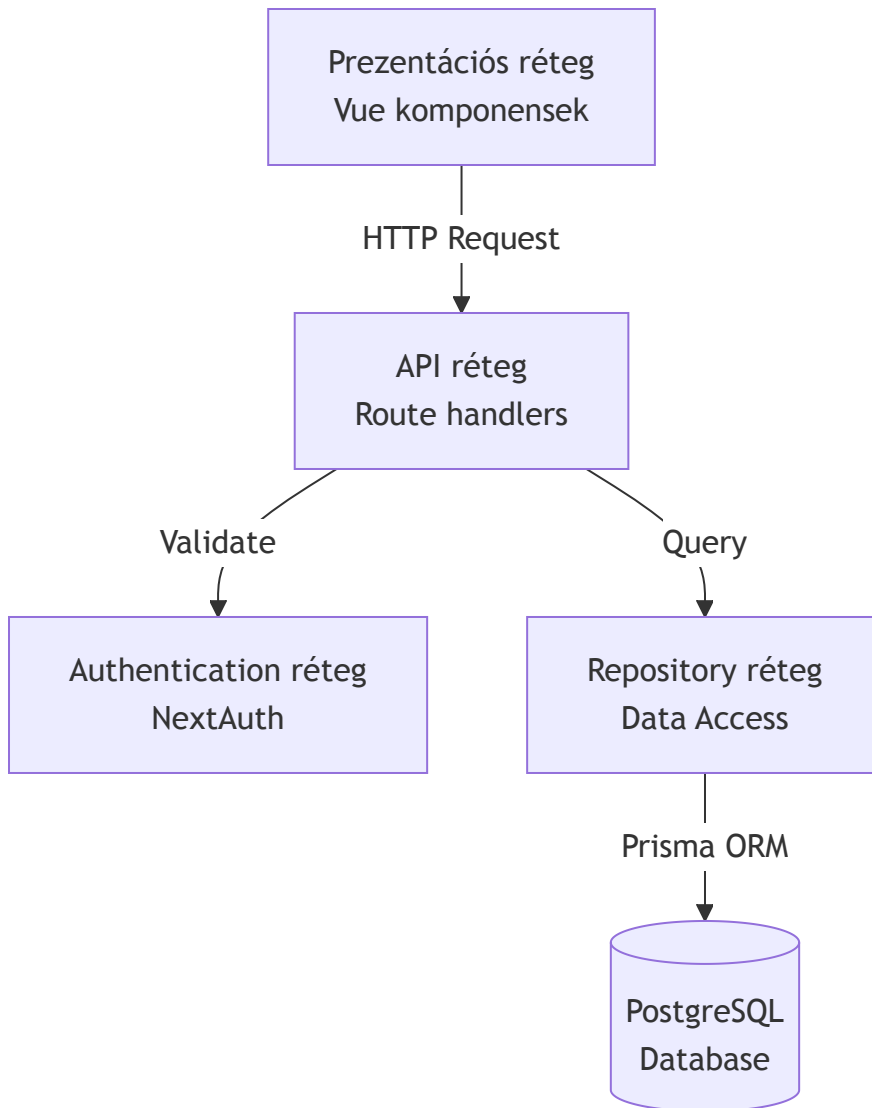 Prezentációs réteg
Vue komponensek
HTTP Request
API réteg
Route handlers
Validate
Query
Authentication réteg
NextAuth
Repository réteg
Data Access
Prisma ORM
PostgreSQL
Database